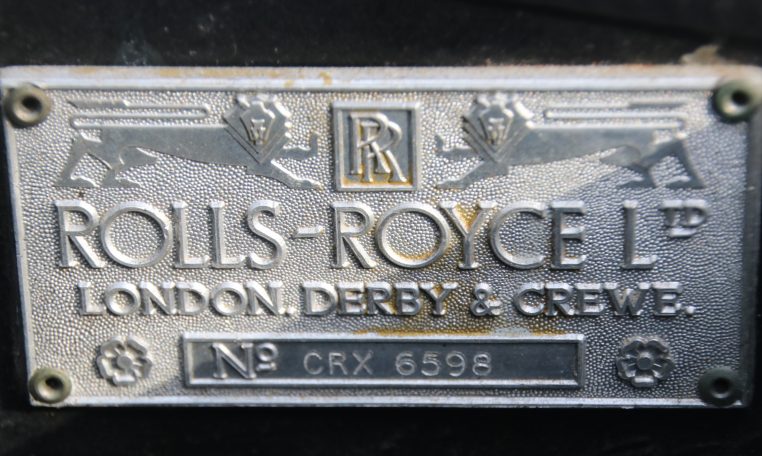 RR
ROLLS-ROYCE LTD
LONDON. DERBY & CREWE.
Nº CRX 6598